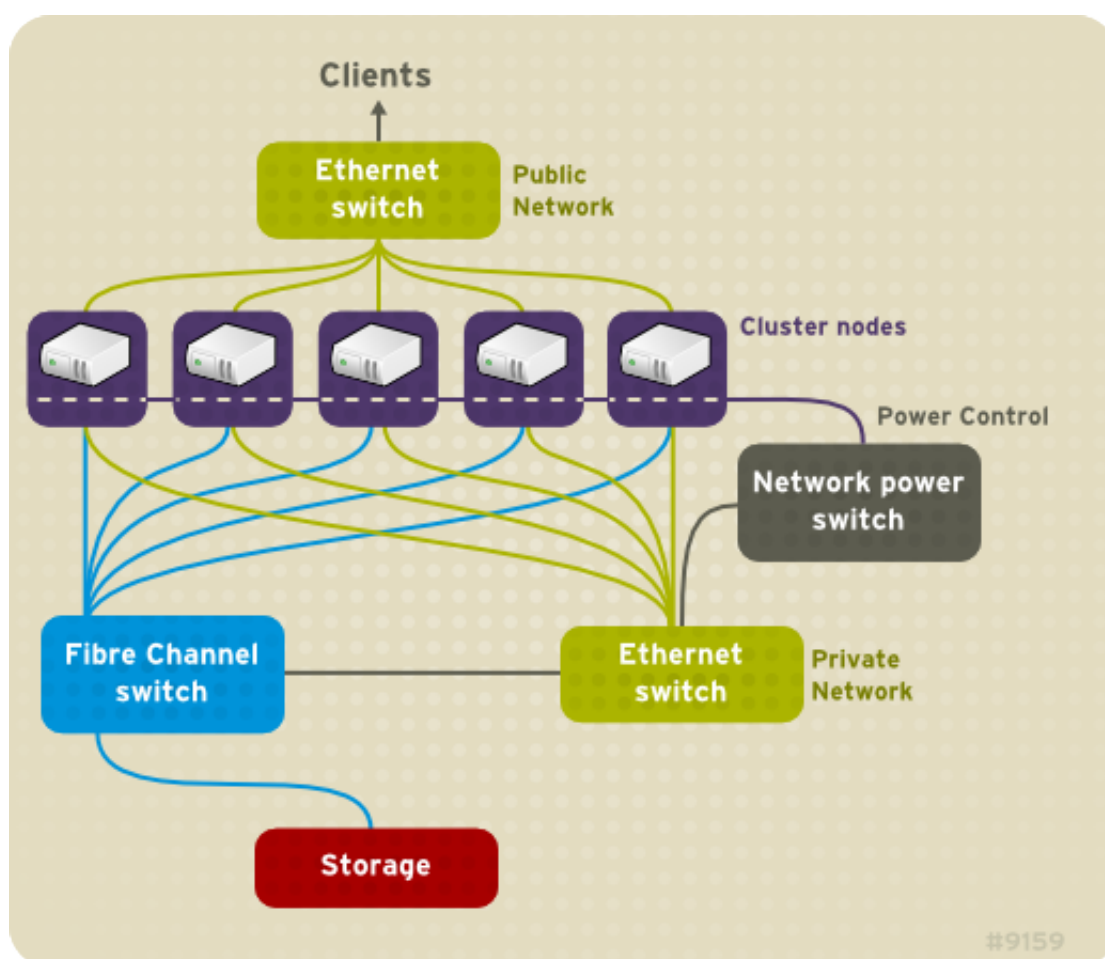 Clients
Ethernet
switch
Public
Network
Cluster nodes
Power Control
Network power
switch
Fibre Channel
switch
Ethernet
switch
Private
Network
Storage
#9159